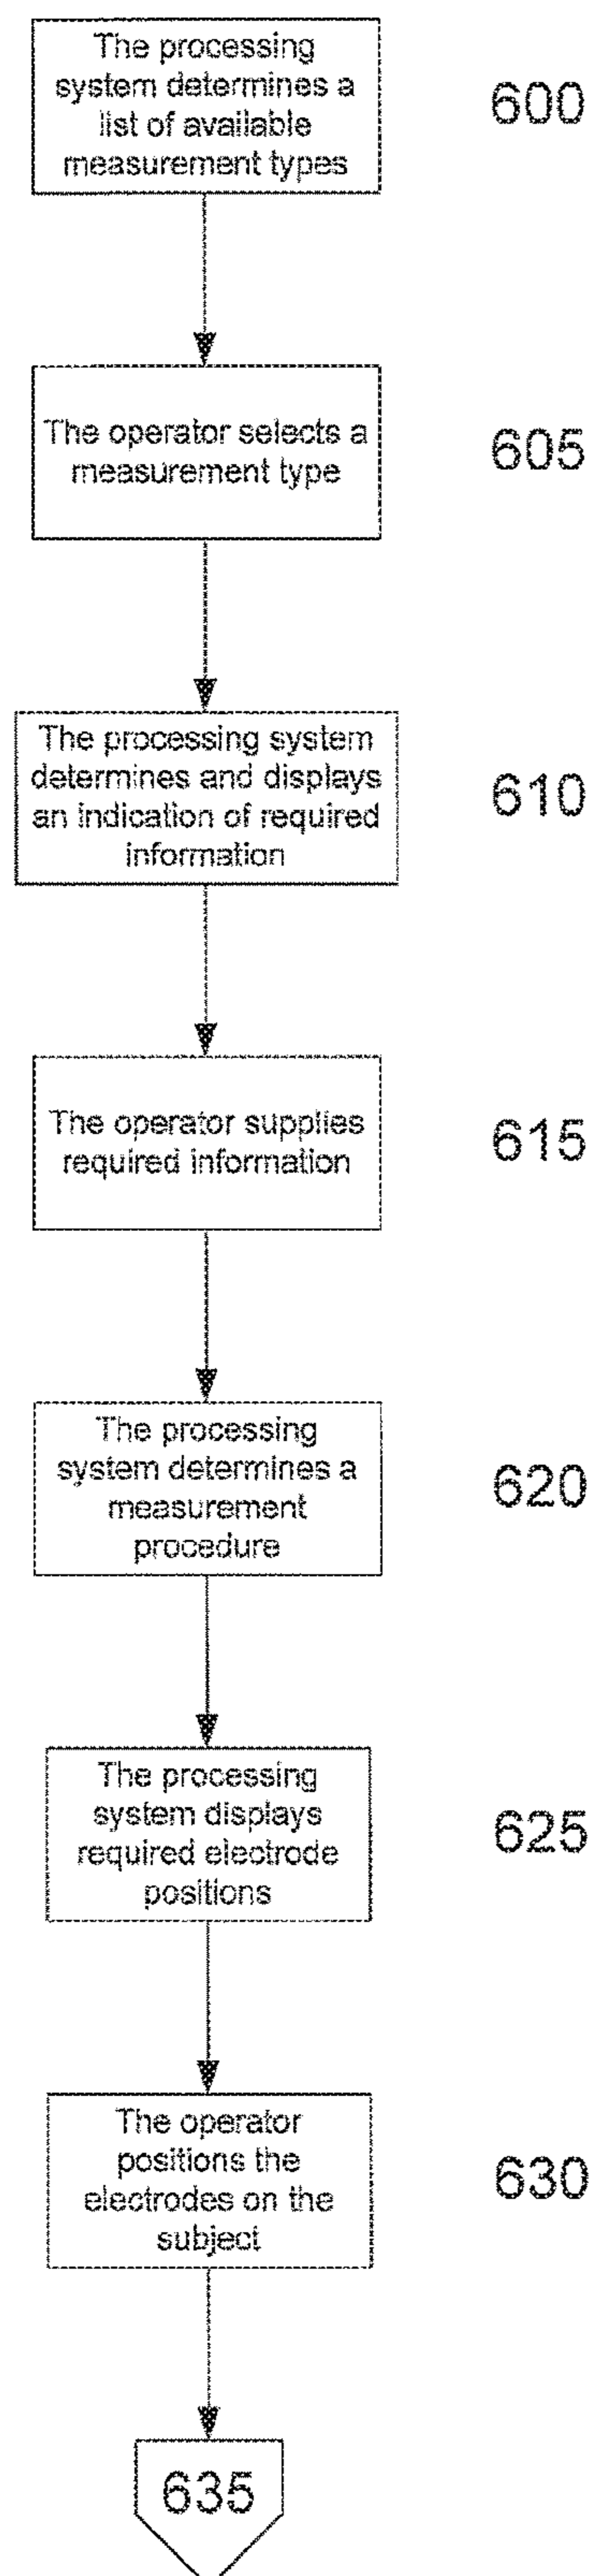 The processing
system determines a
list of available
measurement types
600
The operator selects a
measurement type
605
The processing system
determines and displays
an indication of required
information
610
The operator supplies
required information
615
The processing
system determines a
measurement
procedure
620
The processing
system displays
required electrode
positions
625
The operator
positions the
electrodes on the
subject
630
635